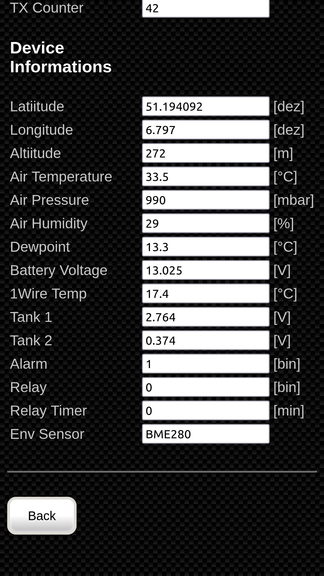 TX Counter 42
Device
Informations
Latiitude 51.194092 [dez]
Longitude 6.797 [dez]
Altiitude 272 [m]
Air Temperature 33.5 [°C]
Air Pressure 990 [mbar]
Air Humidity 29 [%]
Dewpoint 13.3 [°C]
Battery Voltage 13.025 [V]
1Wire Temp 17.4 [°C]
Tank 1 2.764 [V]
Tank 2 0.374 [V]
Alarm 1 [bin]
Relay 0 [bin]
Relay Timer 0 [min]
Env Sensor BME280
Back